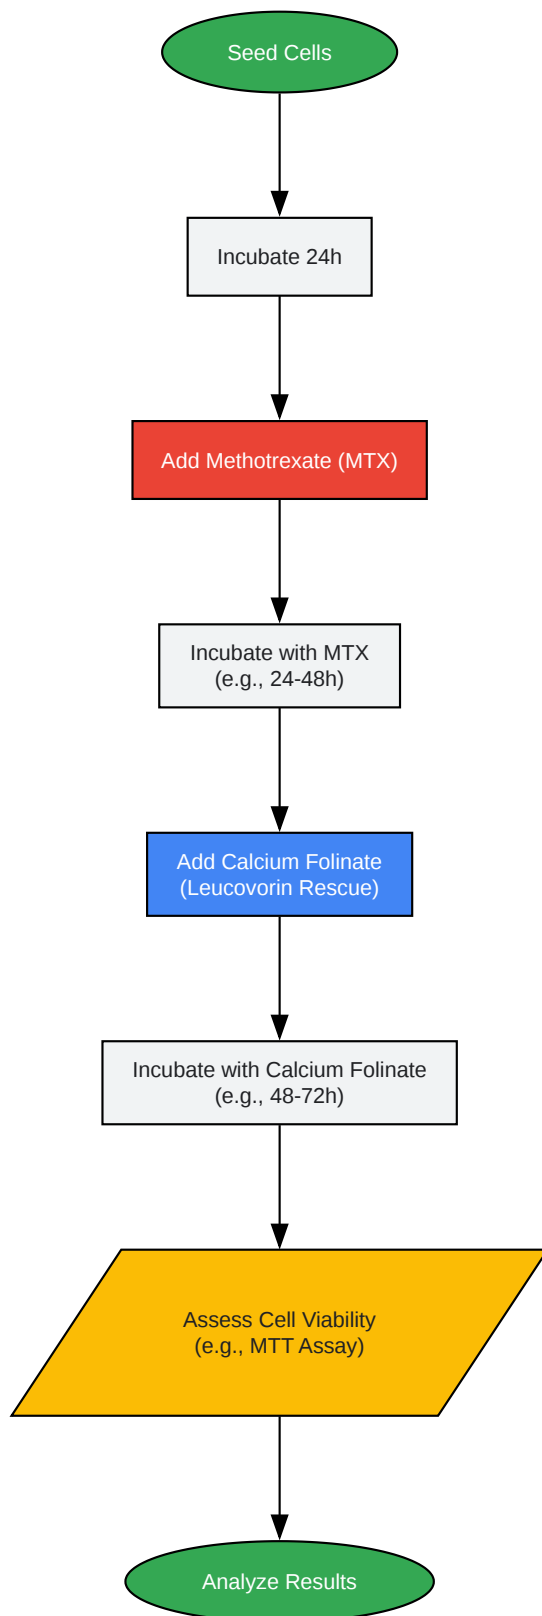 Seed Cells
Incubate 24h
Add Methotrexate (MTX)
Incubate with MTX
(e.g., 24-48h)
Add Calcium Folinate
(Leucovorin Rescue)
Incubate with Calcium Folinate
(e.g., 48-72h)
Assess Cell Viability
(e.g., MTT Assay)
Analyze Results